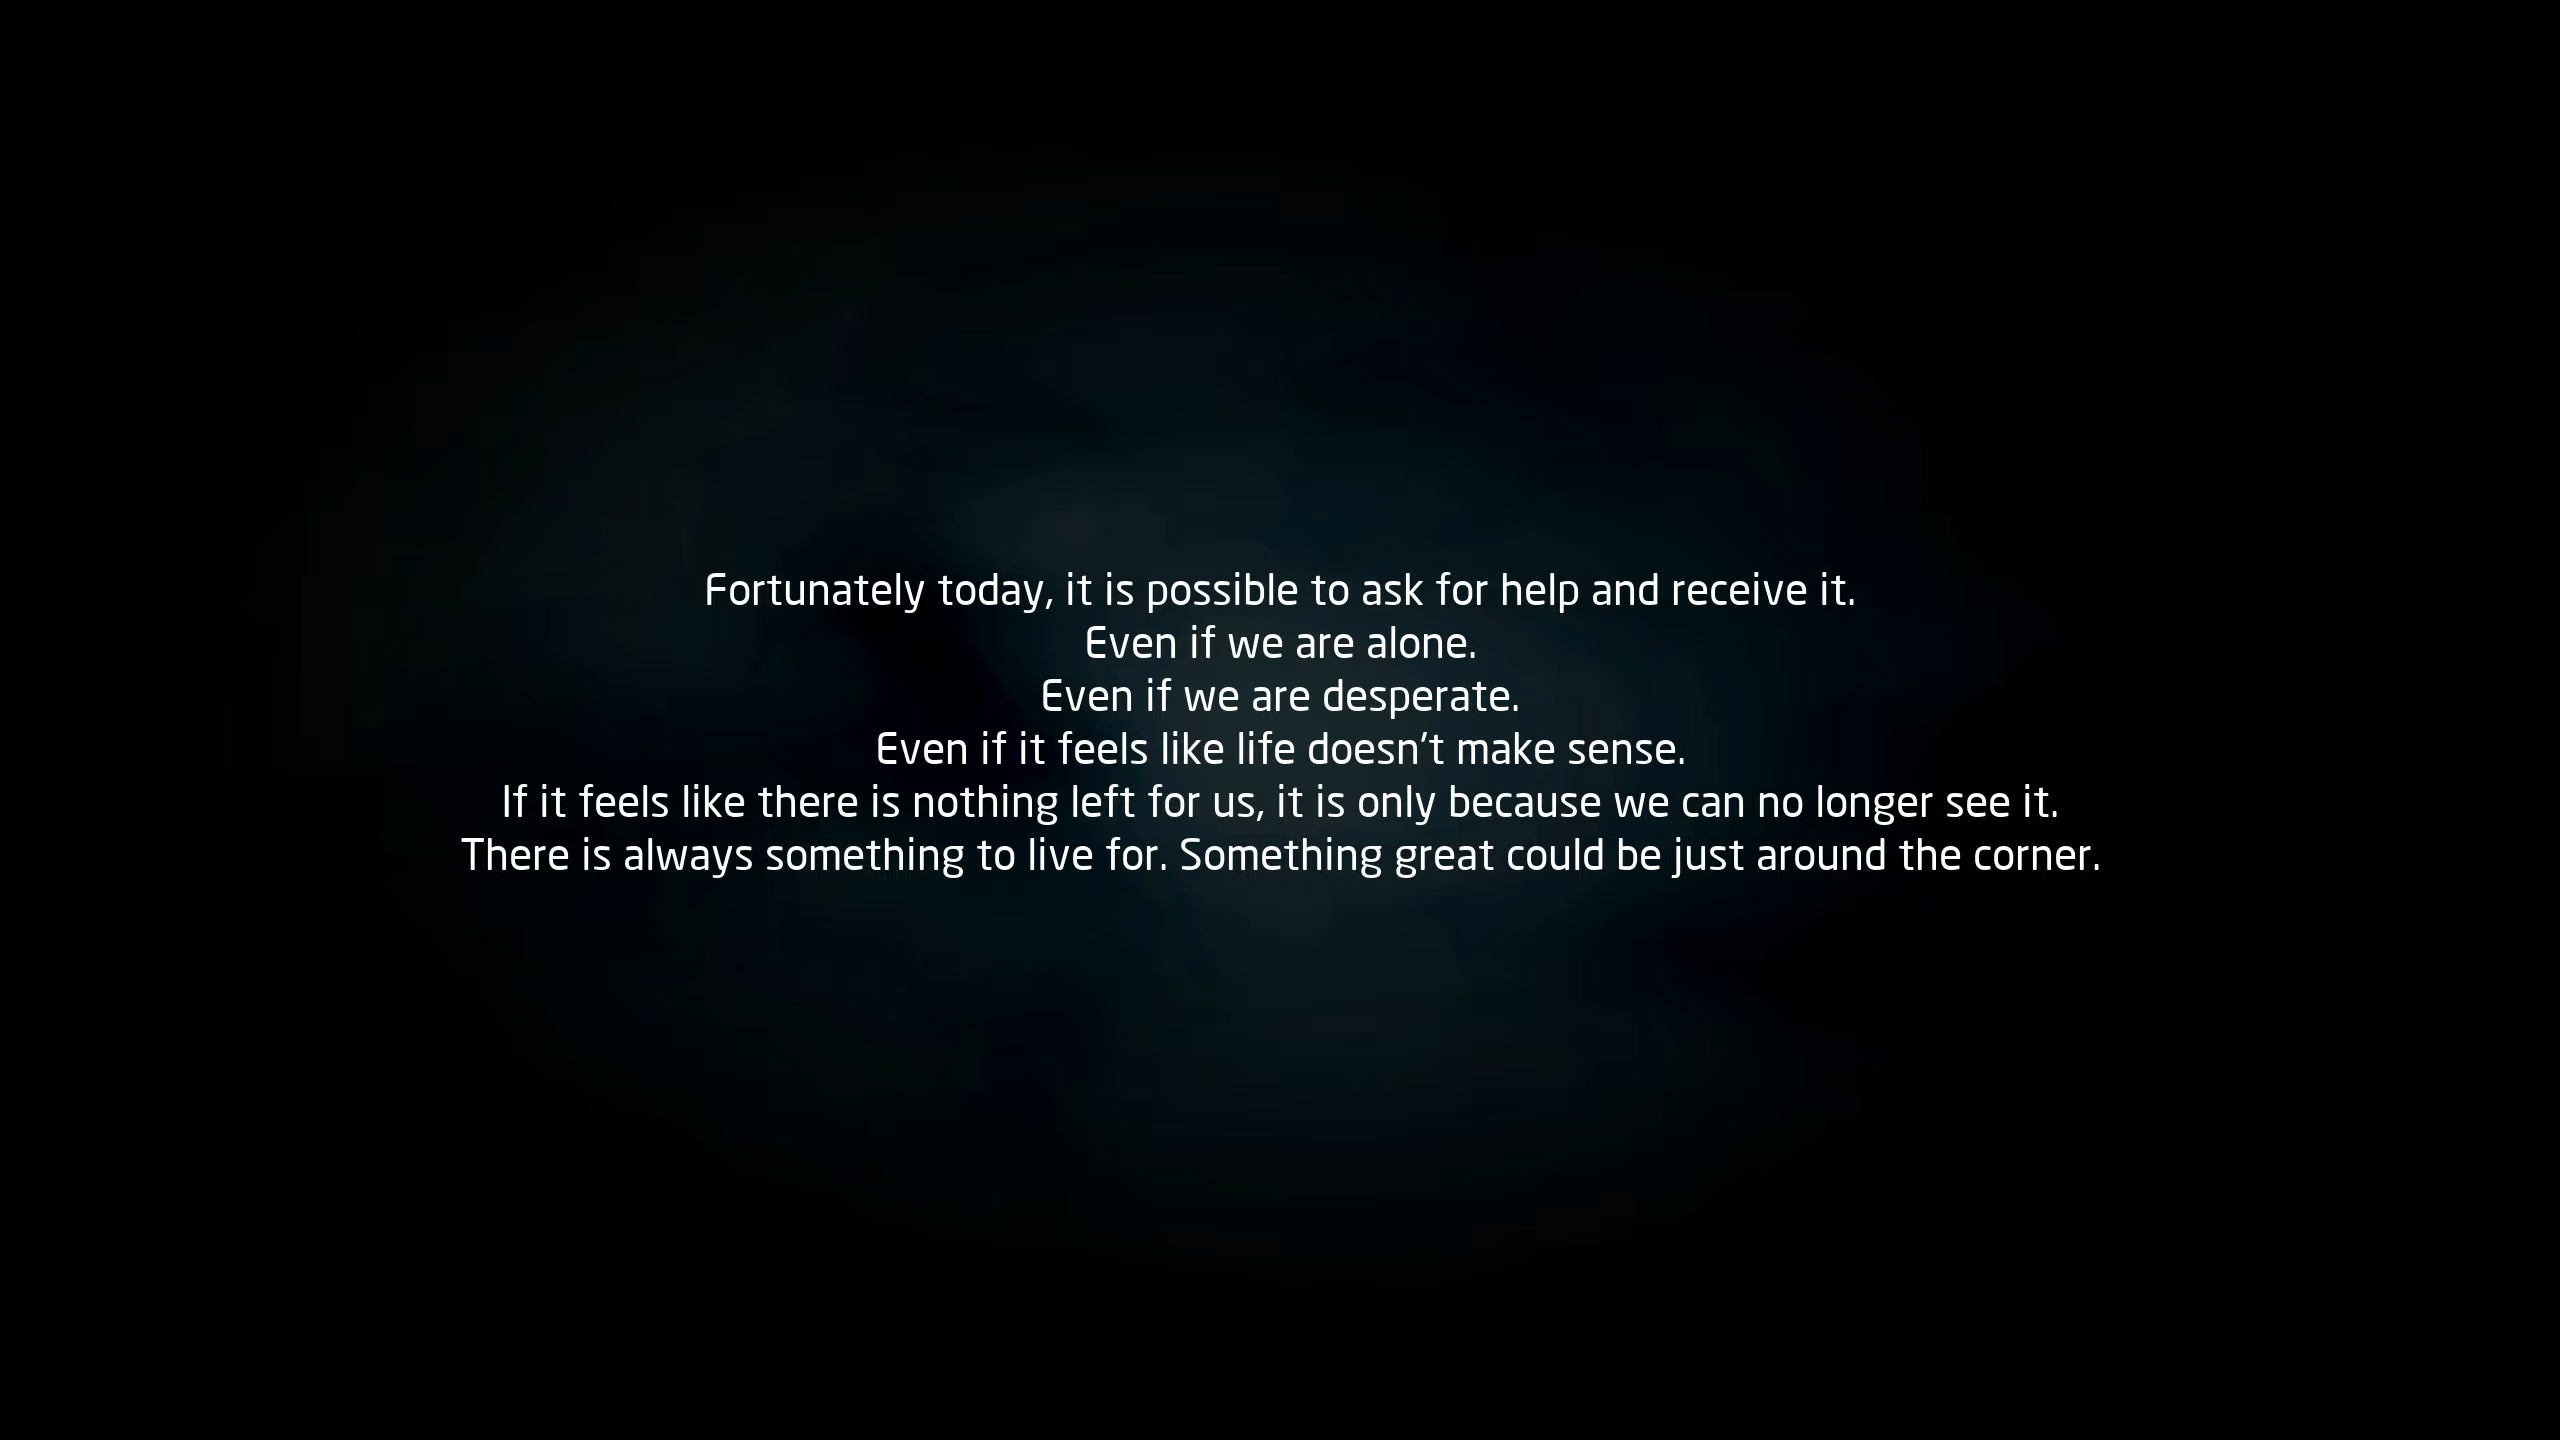 Fortunately today, it is possible to ask for help and receive it.
Even if we are alone.
Even if we are desperate.
Even if it feels like life doesn't make sense.
If it feels like there is nothing left for us, it is only because we can no longer see it.
There is always something to live for. Something great could be just around the corner.